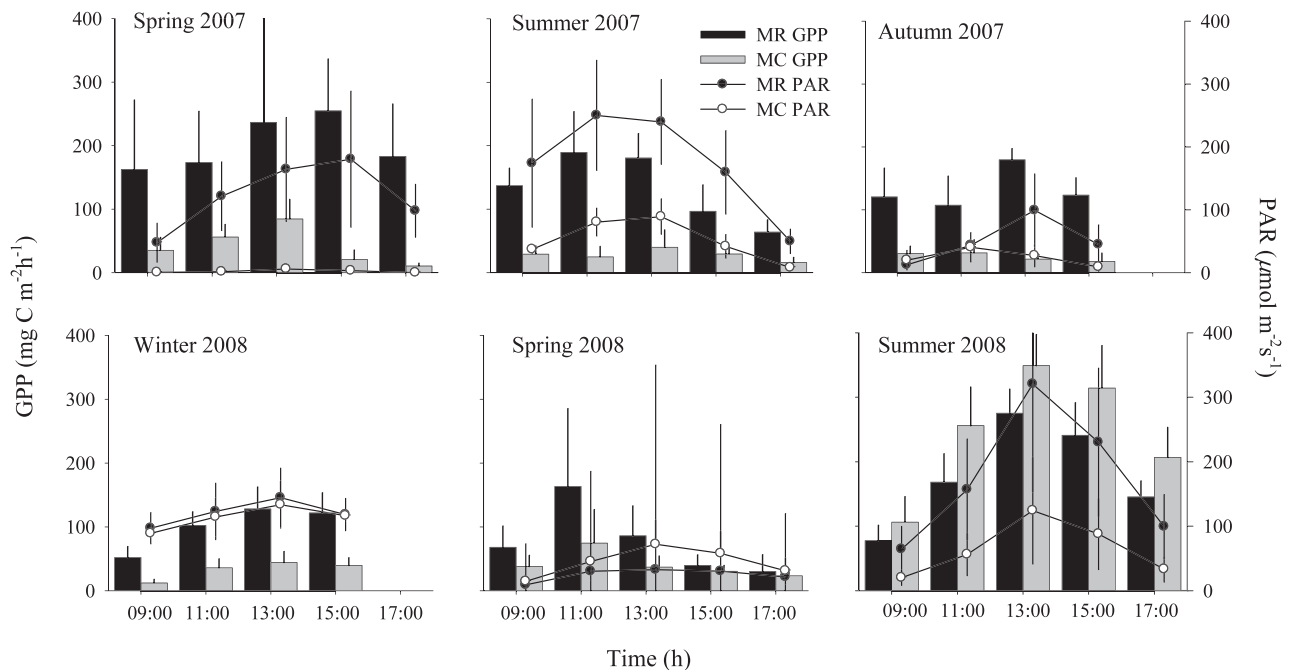 Spring 2007
Summer 2007
Autumn 2007
MR GPP
MC GPP
MR PAR
MC PAR
400
300
200
100
0
400
300
200
100
0
GPP (mg C m-2h-1)
PAR (μmol m-2s-1)
Winter 2008
Spring 2008
Summer 2008
400
300
200
100
0
400
300
200
100
0
09:00 11:00 13:00 15:00 17:00
09:00 11:00 13:00 15:00 17:00
09:00 11:00 13:00 15:00 17:00
Time (h)